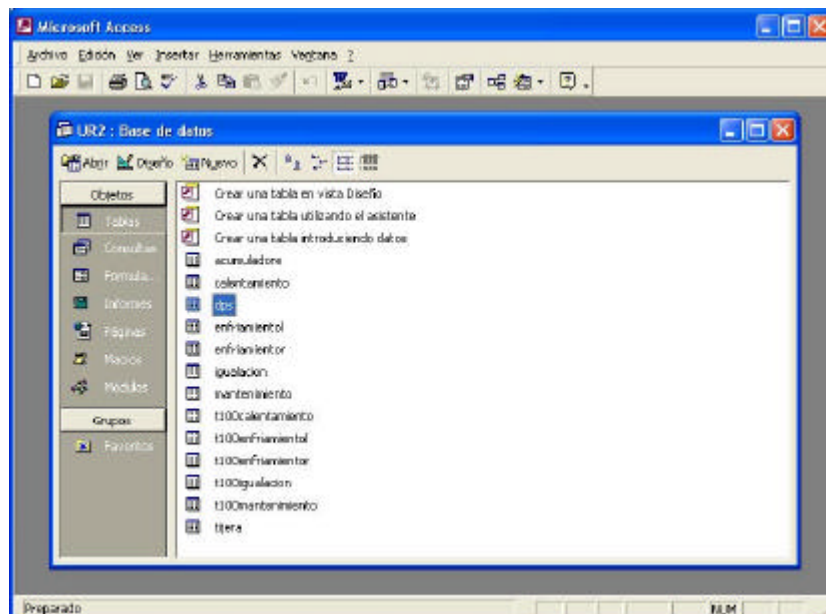 Microsoft Access
Archivo Edición Ver Insertar Herramientas Ventana ?
UR2 : Base de datos
Abrir Diseño Nuevo
Objetos
Tablas
Consultas
Formula...
Informes
Páginas
Macros
Módulos
Grupos
Favoritos
Crear una tabla en vista Diseño
Crear una tabla utilizando el asistente
Crear una tabla introduciendo datos
acumuladore
calentamiento
dps
enfriamientol
enfriamientor
igualacion
mantenimiento
t100calentamiento
t100enfriamientol
t100enfriamientor
t100igualacion
t100mantenimiento
tijera
Preparado
NUM